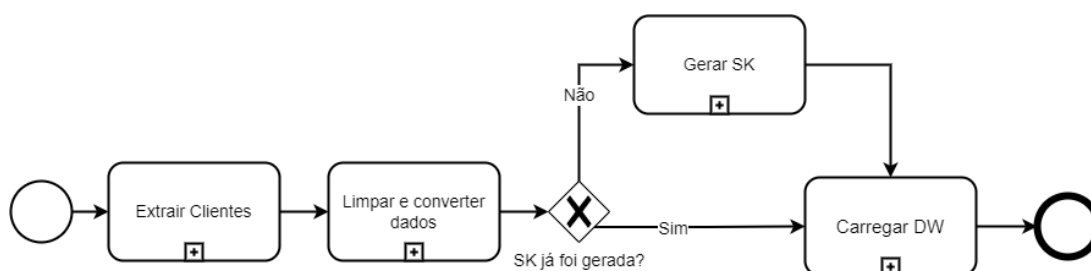 Gerar SK
Não
Extrair Clientes
Limpar e converter
dados
Sim
Carregar DW
SK já foi gerada?